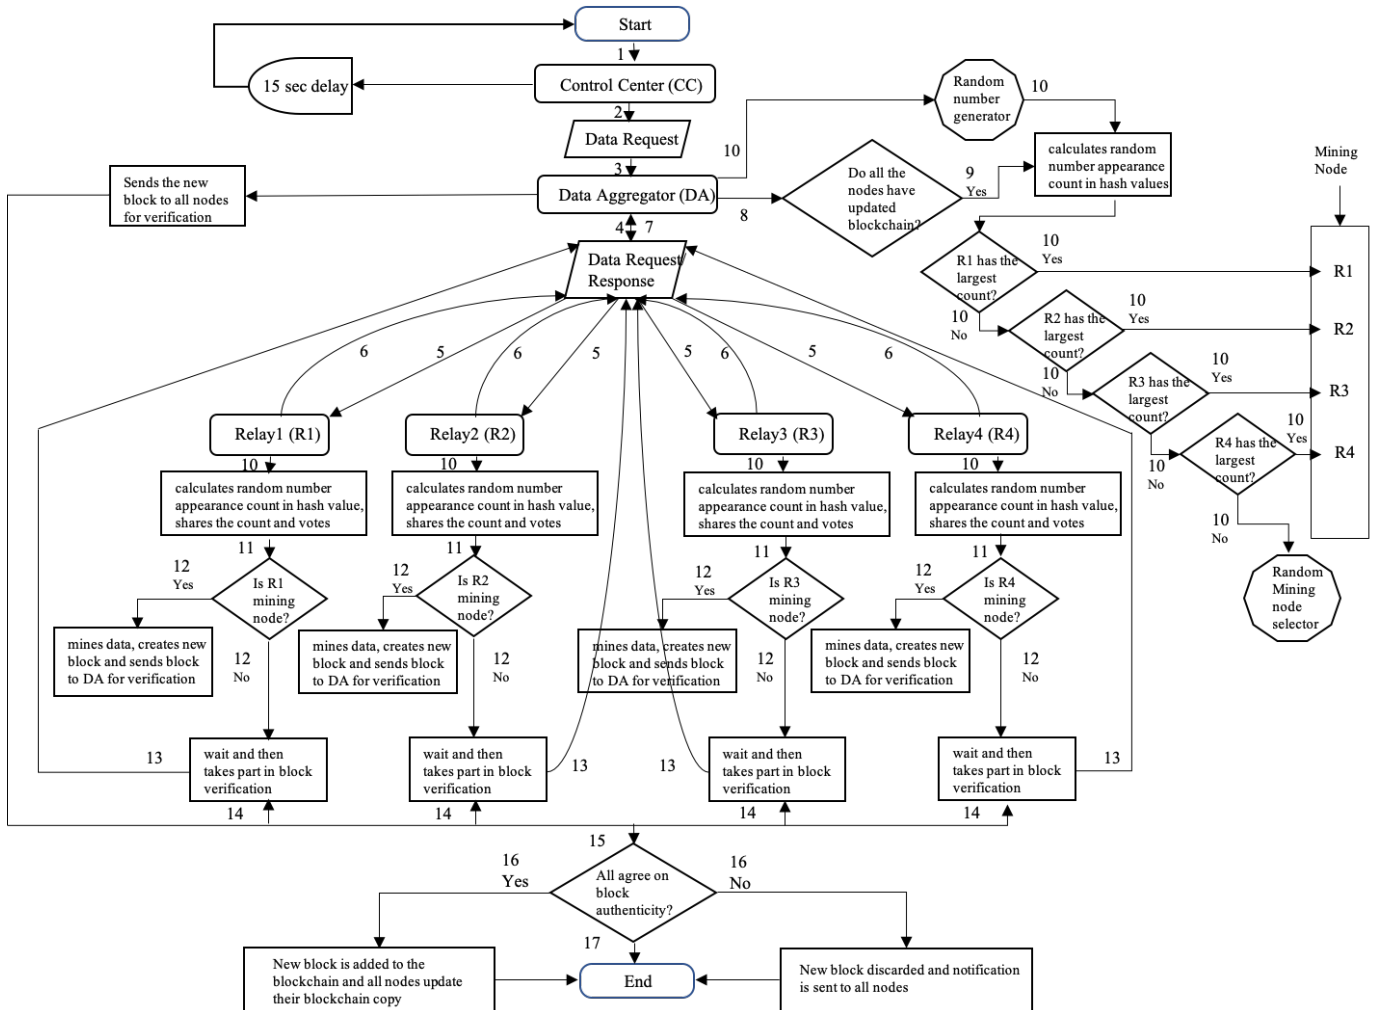 Start
1
15 sec delay
Control Center (CC)
2
Data Request
3
Data Aggregator (DA)
Sends the new
block to all nodes
for verification
10
Random
number
generator
10
8
Do all the
nodes have
updated
blockchain?
9
Yes
calculates random
number appearance
count in hash values
Mining
Node
4 7
Data Request
Response
R1 has the
largest
count?
10
Yes
R1
10
No
R2 has the
largest
count?
10
Yes
R2
10
No
R3 has the
largest
count?
10
Yes
R3
10
No
R4 has the
largest
count?
10
Yes
R4
10
No
Random
Mining
node
selector
6
5
6
5
5
6
5
6
Relay1 (R1)
Relay2 (R2)
Relay3 (R3)
Relay4 (R4)
10
10
10
10
calculates random number
appearance count in hash value,
shares the count and votes
calculates random number
appearance count in hash value,
shares the count and votes
calculates random number
appearance count in hash value,
shares the count and votes
calculates random number
appearance count in hash value,
shares the count and votes
11
11
11
11
12
Yes
Is R1
mining
node?
12
Yes
Is R2
mining
node?
12
Yes
Is R3
mining
node?
12
Yes
Is R4
mining
node?
mines data, creates new
block and sends block
to DA for verification
mines data, creates new
block and sends block
to DA for verification
mines data, creates new
block and sends block
to DA for verification
mines data, creates new
block and sends block
to DA for verification
12
No
12
No
12
No
12
No
13
wait and then
takes part in block
verification
wait and then
takes part in block
verification
13
13
wait and then
takes part in block
verification
wait and then
takes part in block
verification
13
14
14
14
14
15
16
Yes
All agree on
block
authenticity?
16
No
17
New block is added to the
blockchain and all nodes update
their blockchain copy
End
New block discarded and notification
is sent to all nodes